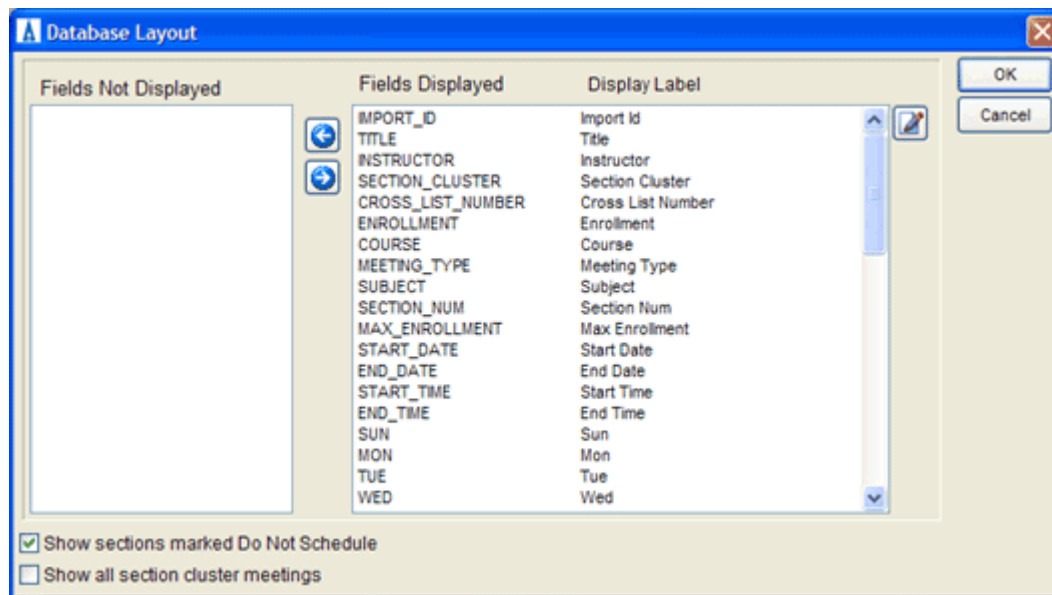 Database Layout
Fields Not Displayed
Fields Displayed Display Label
IMPORT_ID Import Id
TITLE Title
INSTRUCTOR Instructor
SECTION_CLUSTER Section Cluster
CROSS_LIST_NUMBER Cross List Number
ENROLLMENT Enrollment
COURSE Course
MEETING_TYPE Meeting Type
SUBJECT Subject
SECTION_NUM Section Num
MAX_ENROLLMENT Max Enrollment
START_DATE Start Date
END_DATE End Date
START_TIME Start Time
END_TIME End Time
SUN Sun
MON Mon
TUE Tue
WED Wed
OK
Cancel
Show sections marked Do Not Schedule
Show all section cluster meetings